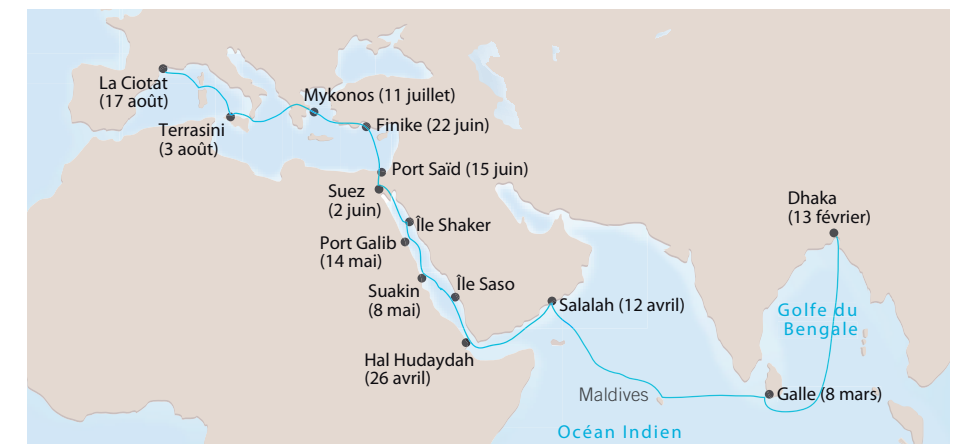 La Ciotat
(17 août)
Mykonos (11 juillet)
Terrasini
(3 août)
Finike (22 juin)
Port Saïd (15 juin)
Suez
(2 juin)
Dhaka
(13 février)
Île Shaker
Port Galib
(14 mai)
Île Saso
Suakin
(8 mai)
Salalah (12 avril)
Golfe du
Bengale
Hal Hudaydah
(26 avril)
Maldives
Galle (8 mars)
Océan Indien